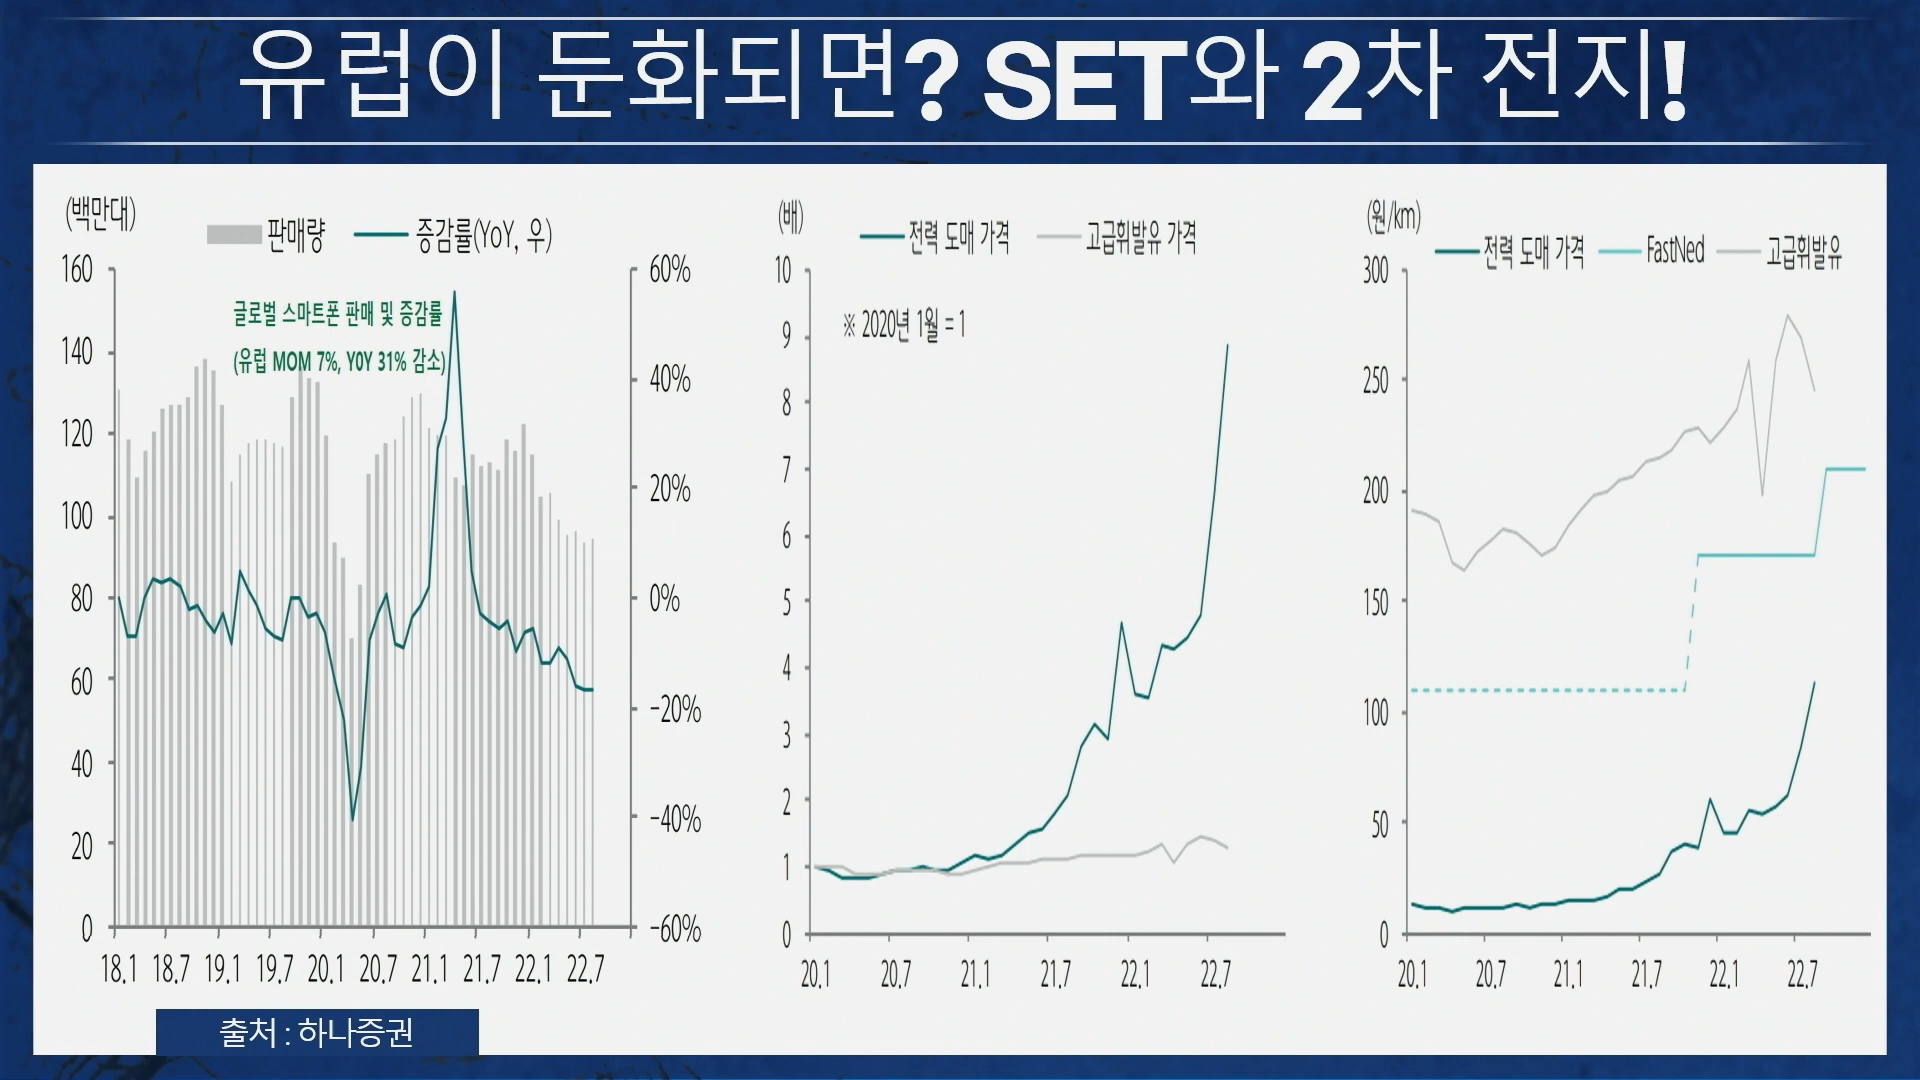 유럽이 둔화되면? SET와 2차 전지!
(백만대)
판매량 증감률(YoY, 우)
160
140
120
100
80
60
40
20
0
60%
40%
20%
0%
-20%
-40%
-60%
글로벌 스마트폰 판매 및 증감률
(유럽 MOM 7%, YOY 31% 감소)
18.1 18.7 19.1 19.7 20.1 20.7 21.1 21.7 22.1 22.7
(배)
전력 도매 가격 고급휘발유 가격
※ 2020년 1월 = 1
10
9
8
7
6
5
4
3
2
1
0
20.1 20.7 21.1 21.7 22.1 22.7
(원/km)
전력 도매 가격 FastNed 고급휘발유
300
250
200
150
100
50
0
20.1 20.7 21.1 21.7 22.1 22.7
출처 : 하나증권